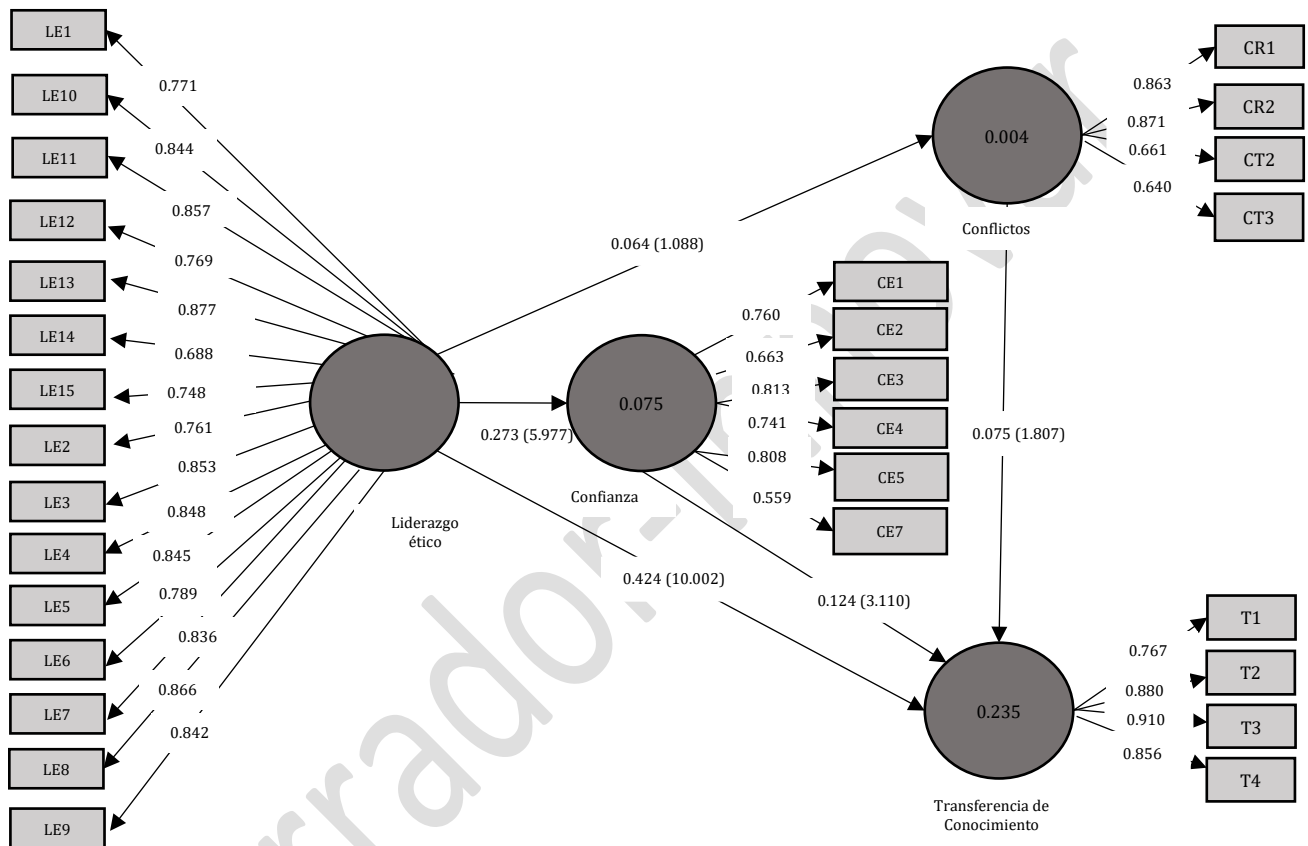 LE1
LE10
LE11
LE12
LE13
LE14
LE15
LE2
LE3
LE4
LE5
LE6
LE7
LE8
LE9
0.771
0.844
0.857
0.769
0.877
0.688
0.748
0.761
0.853
0.848
0.845
0.789
0.836
0.866
0.842
Liderazgo
ético
0.064 (1.088)
0.273 (5.977)
0.424 (10.002)
0.075
Confianza
0.760
0.663
0.813
0.741
0.808
0.559
CE1
CE2
CE3
CE4
CE5
CE7
0.124 (3.110)
0.004
Conflictos
0.863
0.871
0.661
0.640
CR1
CR2
CT2
CT3
0.075 (1.807)
0.235
Transferencia de
Conocimiento
0.767
0.880
0.910
0.856
T1
T2
T3
T4